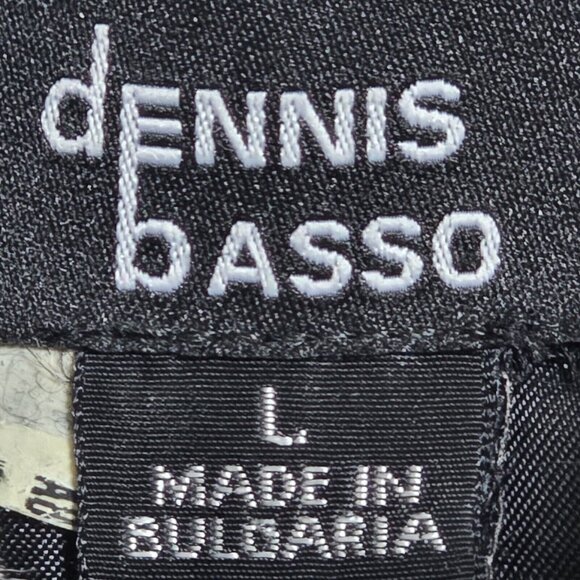 dENNIS
bASSO
L
MADE IN
BULGARIA